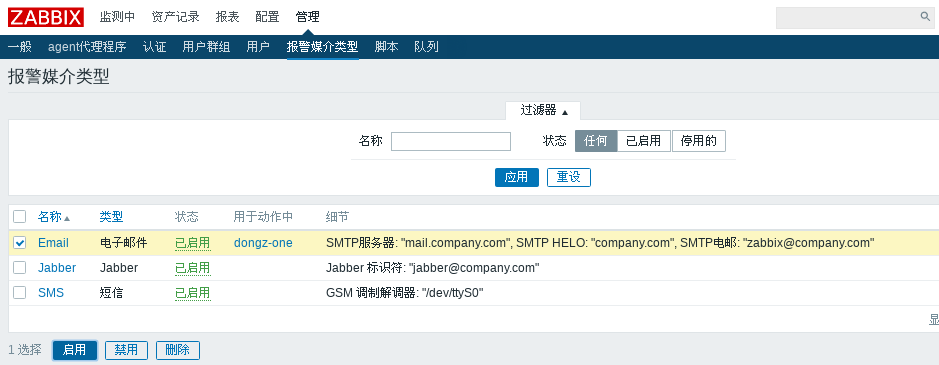 ZABBIX 监测中 资产记录 报表 配置 管理
一般 agent代理程序 认证 用户群组 用户 报警媒介类型 脚本 队列
报警媒介类型
过滤器
名称 状态 任何 已启用 停用的
应用 重设
名称 类型 状态 用于动作中 细节
Email 电子邮件 已启用 dongz-one SMTP服务器: "mail.company.com", SMTP HELO: "company.com", SMTP电邮: "zabbix@company.com"
Jabber Jabber 已启用 Jabber 标识符: "jabber@company.com"
SMS 短信 已启用 GSM 调制解调器: "/dev/ttyS0"
1 选择 启用 禁用 删除